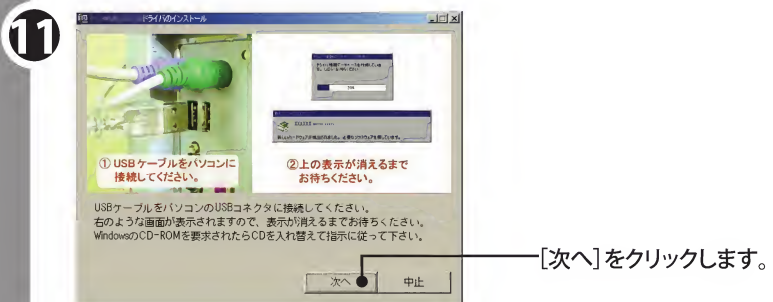 11
ドライバのインストール
① USBケーブルをパソコンに
接続してください。
②上の表示が消えるまで
お待ちください。
USBケーブルをパソコンのUSBコネクタに接続してください。
右のような画面が表示されますので、表示が消えるまでお待ちください。
WindowsのCD-ROMを要求されたらCDを入れ替えて指示に従って下さい。
次へ
中止
[次へ]をクリックします。